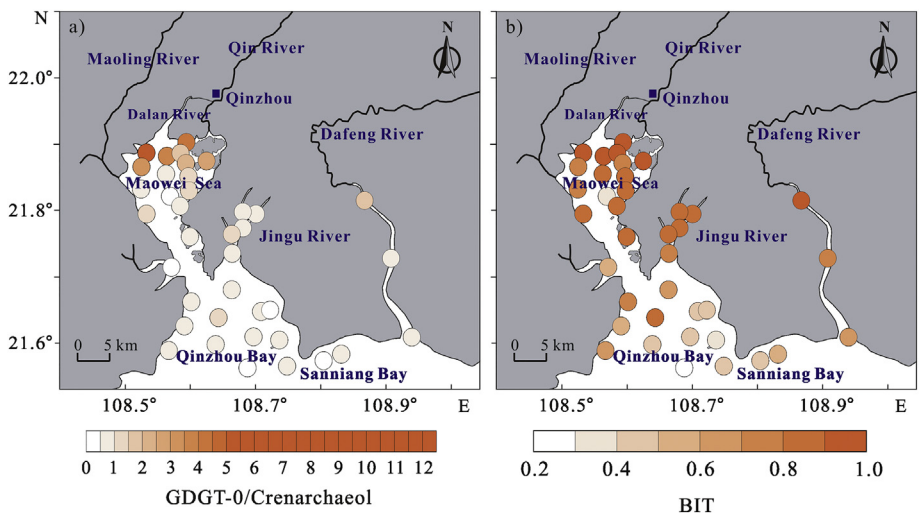 N
a)
N
Maoling River
Qin River
22.0°
Qinzhou
Dalan River
Dafeng River
Maowei Sea
21.8°
Jingu River
21.6°
0 5 km
Qinzhou Bay
Sanniang Bay
108.5°
108.7°
108.9°
E
0 1 2 3 4 5 6 7 8 9 10 11 12
GDGT-0/Crenarchaeol
b)
N
Maoling River
Qin River
Qinzhou
Dalan River
Dafeng River
Maowei Sea
Jingu River
0 5 km
Qinzhou Bay
Sanniang Bay
108.5°
108.7°
108.9°
E
0.2 0.4 0.6 0.8 1.0
BIT